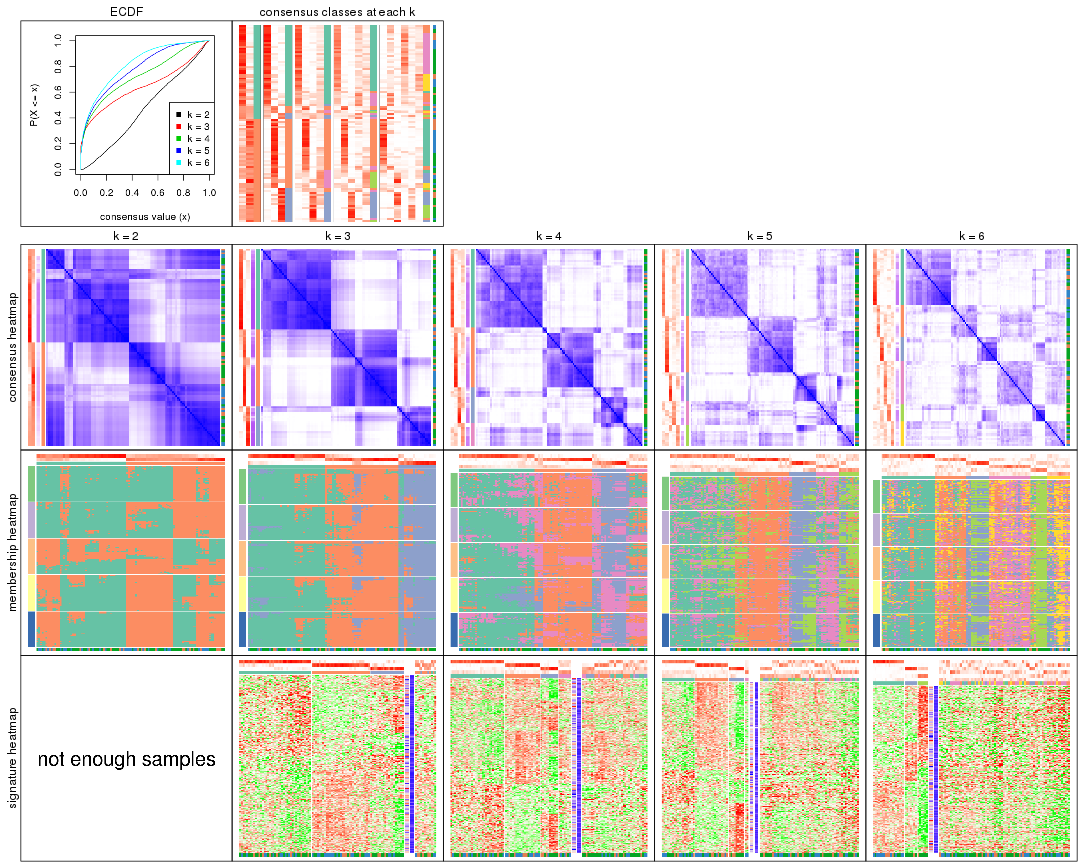 ECDF
consensus classes at each k
P(X <= x)
0.0 0.2 0.4 0.6 0.8 1.0
k = 2
k = 3
k = 4
k = 5
k = 6
0.0 0.2 0.4 0.6 0.8 1.0
consensus value (x)
k = 2
k = 3
k = 4
k = 5
k = 6
consensus heatmap
membership heatmap
signature heatmap
not enough samples